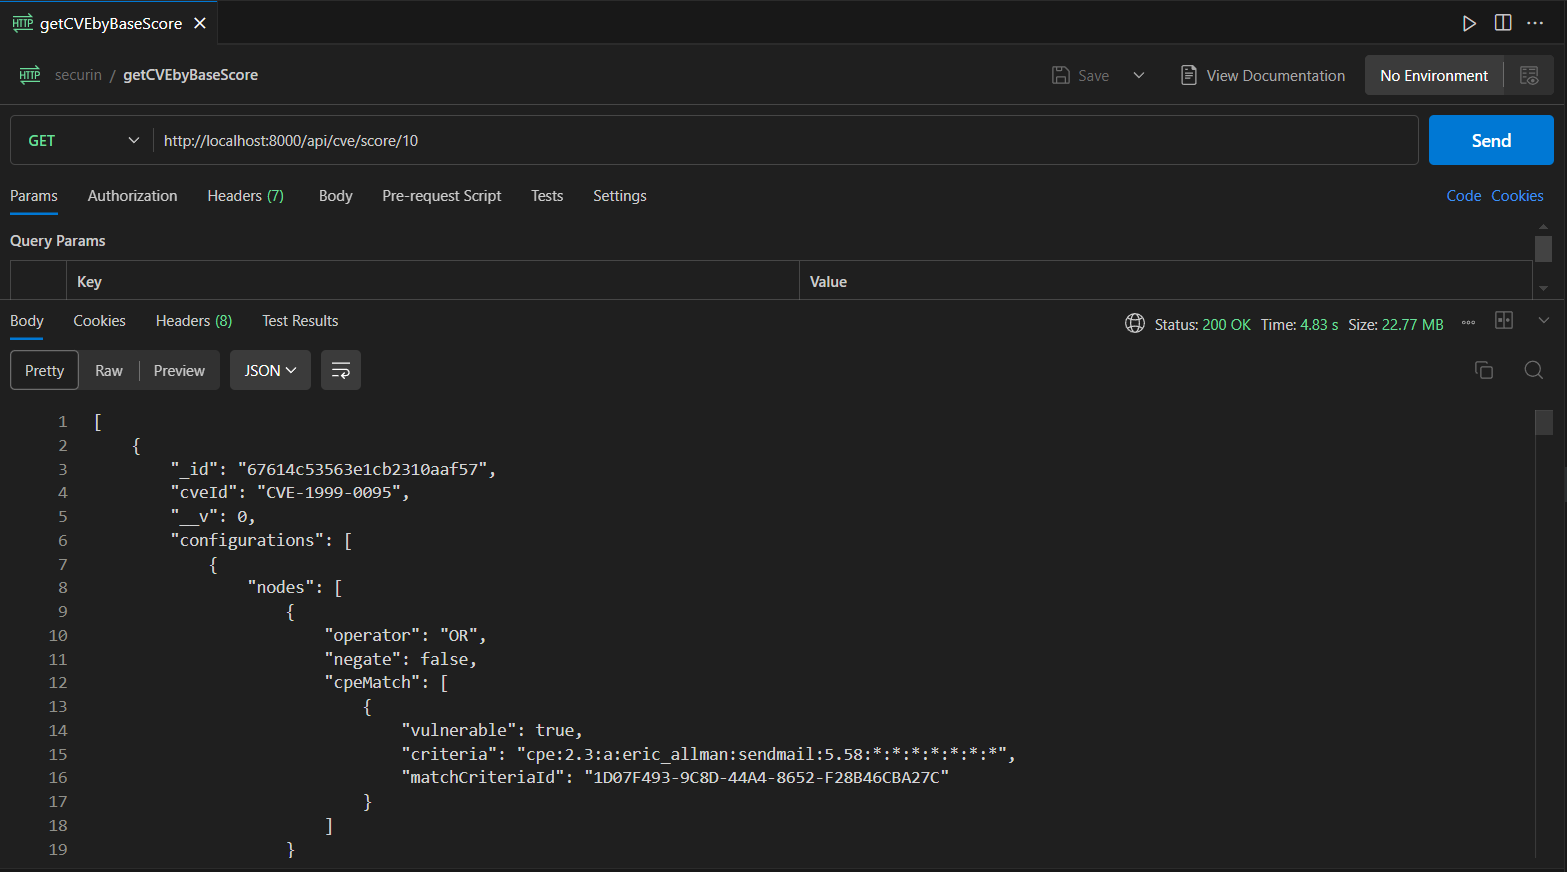 HTTP getCVEbyBaseScore
HTTP securin / getCVEbyBaseScore Save View Documentation No Environment
GET http://localhost:8000/api/cve/score/10 Send
Params Authorization Headers (7) Body Pre-request Script Tests Settings Code Cookies
Query Params
Key Value
Body Cookies Headers (8) Test Results Status: 200 OK Time: 4.83 s Size: 22.77 MB
Pretty Raw Preview JSON
1 [
2 {
3 "_id": "67614c53563e1cb2310aaf57",
4 "cveId": "CVE-1999-0095",
5 "__v": 0,
6 "configurations": [
7 {
8 "nodes": [
9 {
10 "operator": "OR",
11 "negate": false,
12 "cpeMatch": [
13 {
14 "vulnerable": true,
15 "criteria": "cpe:2.3:a:eric_allman:sendmail:5.58:*:*:*:*:*:*:*",
16 "matchCriteriaId": "1D07F493-9C8D-44A4-8652-F28B46CBA27C"
17 }
18 ]
19 }